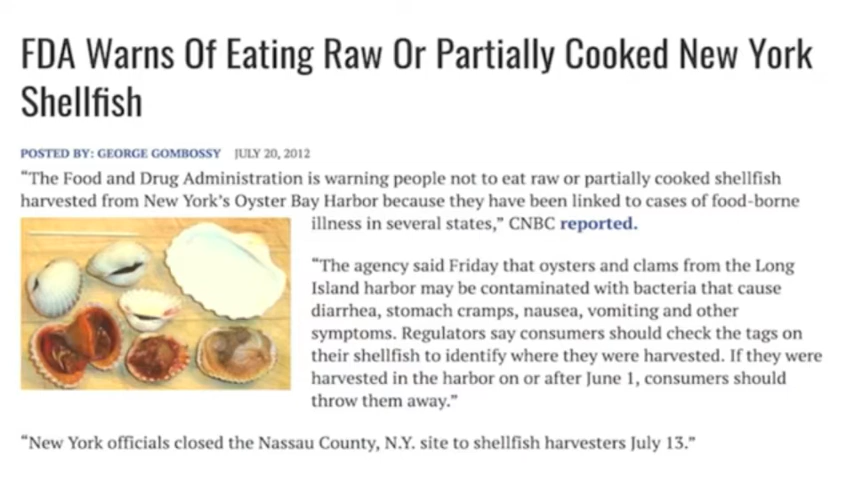 FDA Warns Of Eating Raw Or Partially Cooked New York
Shellfish
POSTED BY: GEORGE GOMBOSSY JULY 20, 2012
“The Food and Drug Administration is warning people not to eat raw or partially cooked shellfish
harvested from New York’s Oyster Bay Harbor because they have been linked to cases of food-borne
illness in several states,” CNBC reported.
“The agency said Friday that oysters and clams from the Long
Island harbor may be contaminated with bacteria that cause
diarrhea, stomach cramps, nausea, vomiting and other
symptoms. Regulators say consumers should check the tags on
their shellfish to identify where they were harvested. If they were
harvested in the harbor on or after June 1, consumers should
throw them away.”
“New York officials closed the Nassau County, N.Y. site to shellfish harvesters July 13.”